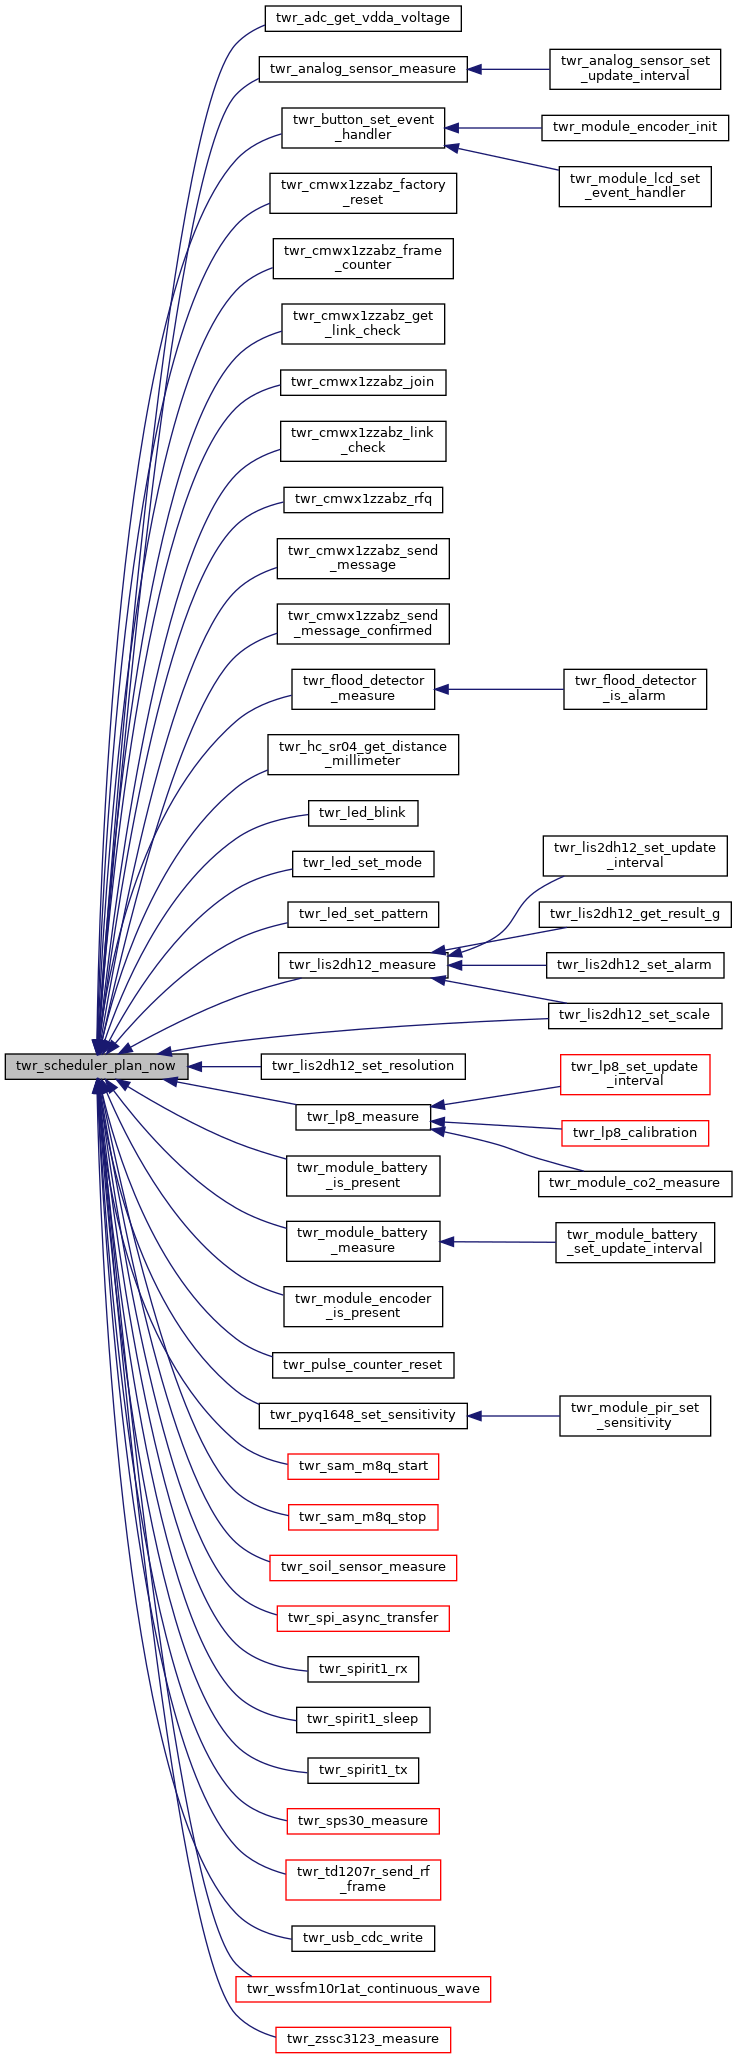 twr_adc_get_vdda_voltage
twr_analog_sensor_measure
twr_analog_sensor_set
_update_interval
twr_button_set_event
_handler
twr_module_encoder_init
twr_module_lcd_set
_event_handler
twr_cmwx1zzabz_factory
_reset
twr_cmwx1zzabz_frame
_counter
twr_cmwx1zzabz_get
_link_check
twr_cmwx1zzabz_join
twr_cmwx1zzabz_link
_check
twr_cmwx1zzabz_rfq
twr_cmwx1zzabz_send
_message
twr_cmwx1zzabz_send
_message_confirmed
twr_flood_detector
_measure
twr_flood_detector
_is_alarm
twr_hc_sr04_get_distance
_millimeter
twr_led_blink
twr_led_set_mode
twr_led_set_pattern
twr_lis2dh12_set_update
_interval
twr_lis2dh12_get_result_g
twr_lis2dh12_measure
twr_lis2dh12_set_alarm
twr_lis2dh12_set_scale
twr_scheduler_plan_now
twr_lis2dh12_set_resolution
twr_lp8_set_update
_interval
twr_lp8_measure
twr_lp8_calibration
twr_module_co2_measure
twr_module_battery
_is_present
twr_module_battery
_measure
twr_module_battery
_set_update_interval
twr_module_encoder
_is_present
twr_pulse_counter_reset
twr_pyq1648_set_sensitivity
twr_module_pir_set
_sensitivity
twr_sam_m8q_start
twr_sam_m8q_stop
twr_soil_sensor_measure
twr_spi_async_transfer
twr_spirit1_rx
twr_spirit1_sleep
twr_spirit1_tx
twr_sps30_measure
twr_td1207r_send_rf
_frame
twr_usb_cdc_write
twr_wssfm10r1at_continuous_wave
twr_zssc3123_measure